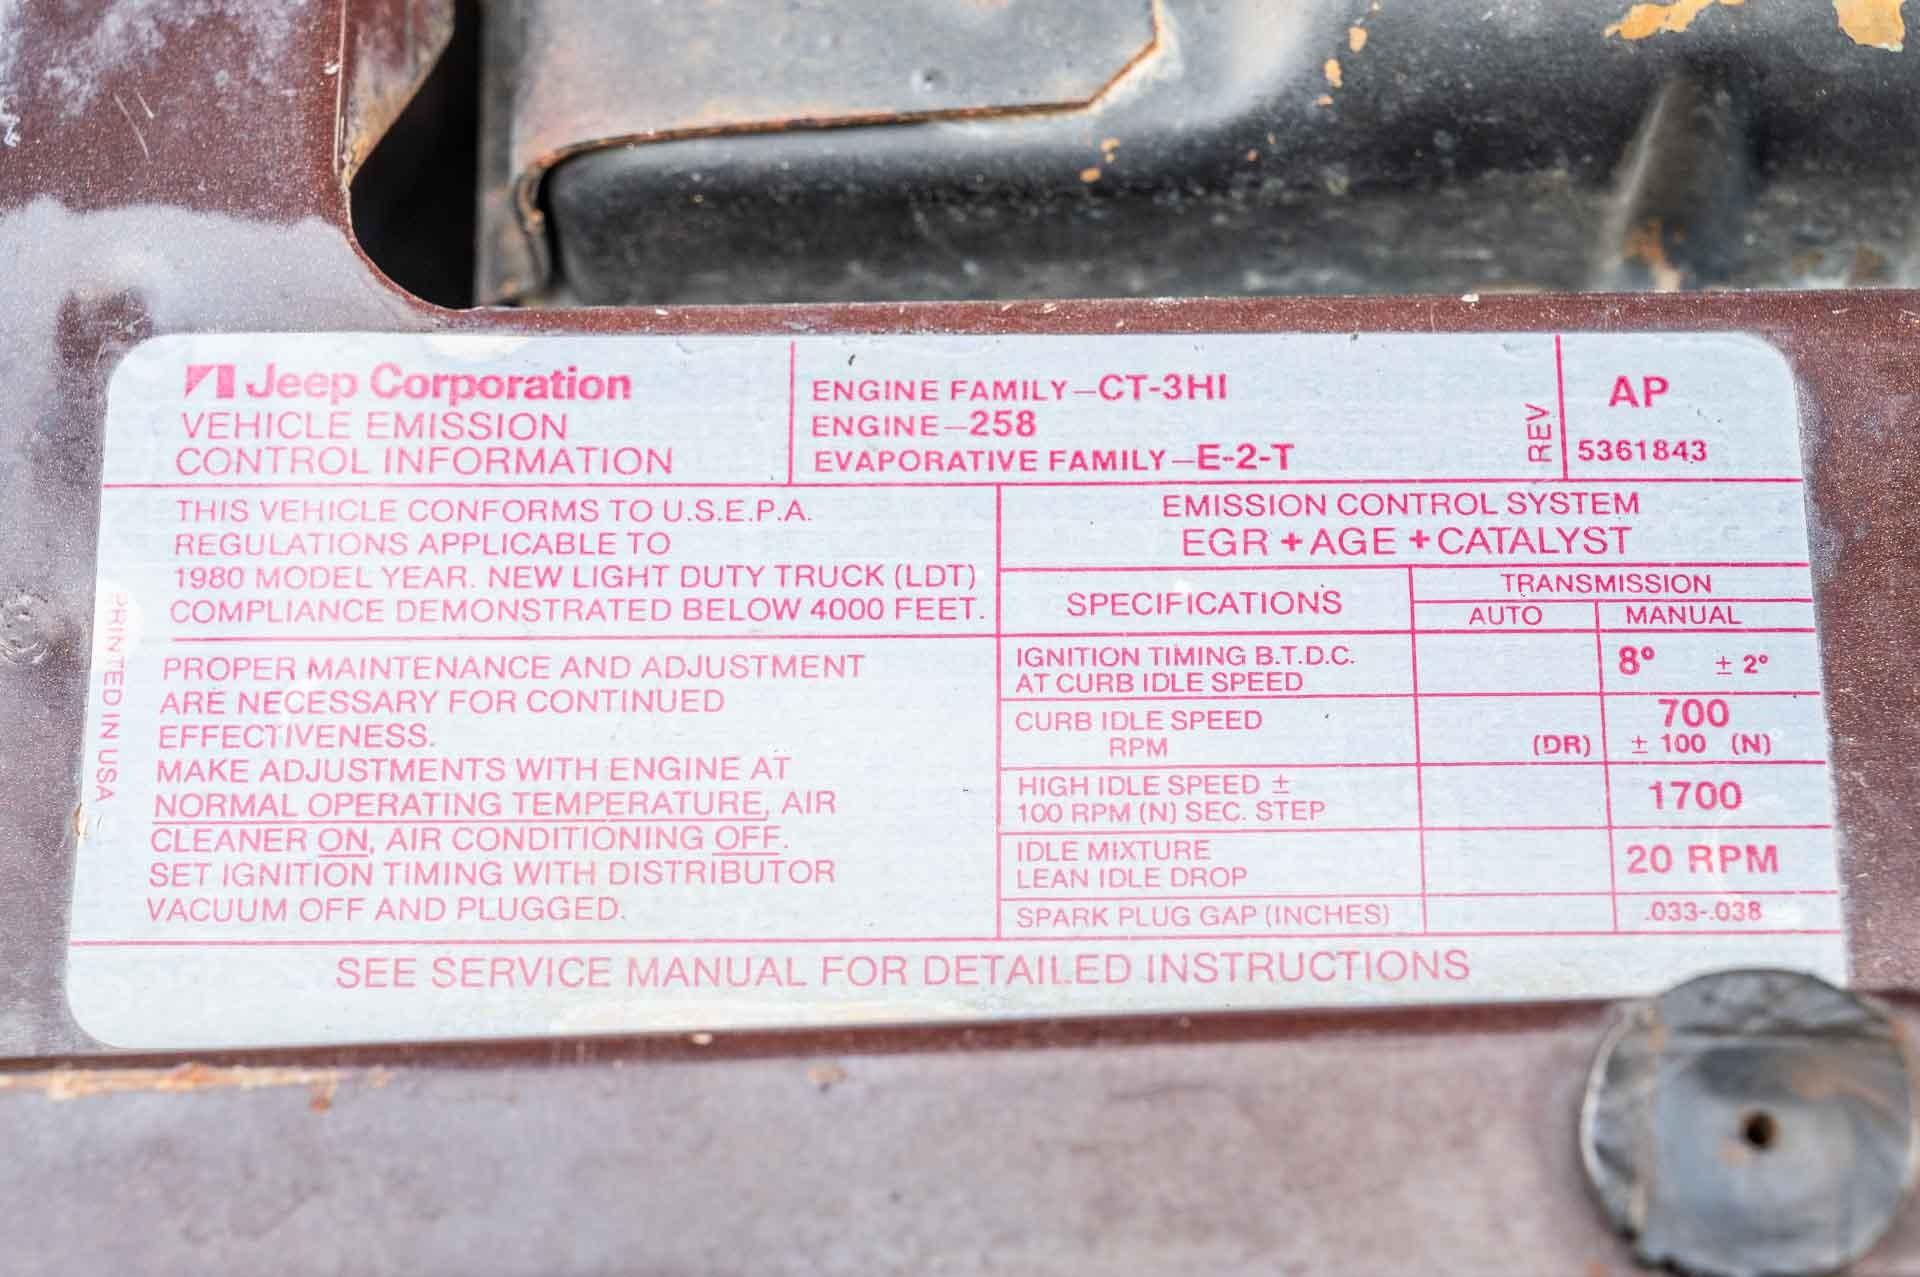 Jeep Corporation
VEHICLE EMISSION
CONTROL INFORMATION
ENGINE FAMILY—CT-3HI
ENGINE—258
EVAPORATIVE FAMILY—E-2-T
REV
AP
5361843
THIS VEHICLE CONFORMS TO U.S.E.P.A.
REGULATIONS APPLICABLE TO
1980 MODEL YEAR. NEW LIGHT DUTY TRUCK (LDT)
COMPLIANCE DEMONSTRATED BELOW 4000 FEET.
PROPER MAINTENANCE AND ADJUSTMENT
ARE NECESSARY FOR CONTINUED
EFFECTIVENESS.
MAKE ADJUSTMENTS WITH ENGINE AT
NORMAL OPERATING TEMPERATURE, AIR
CLEANER ON, AIR CONDITIONING OFF.
SET IGNITION TIMING WITH DISTRIBUTOR
VACUUM OFF AND PLUGGED.
PRINTED IN USA
EMISSION CONTROL SYSTEM
EGR + AGE + CATALYST
SPECIFICATIONS
TRANSMISSION
AUTO MANUAL
IGNITION TIMING B.T.D.C.
AT CURB IDLE SPEED
8° ± 2°
CURB IDLE SPEED
RPM
(DR)
700
± 100 (N)
HIGH IDLE SPEED ±
100 RPM (N) SEC. STEP
1700
IDLE MIXTURE
LEAN IDLE DROP
20 RPM
SPARK PLUG GAP (INCHES) .033-.038
SEE SERVICE MANUAL FOR DETAILED INSTRUCTIONS